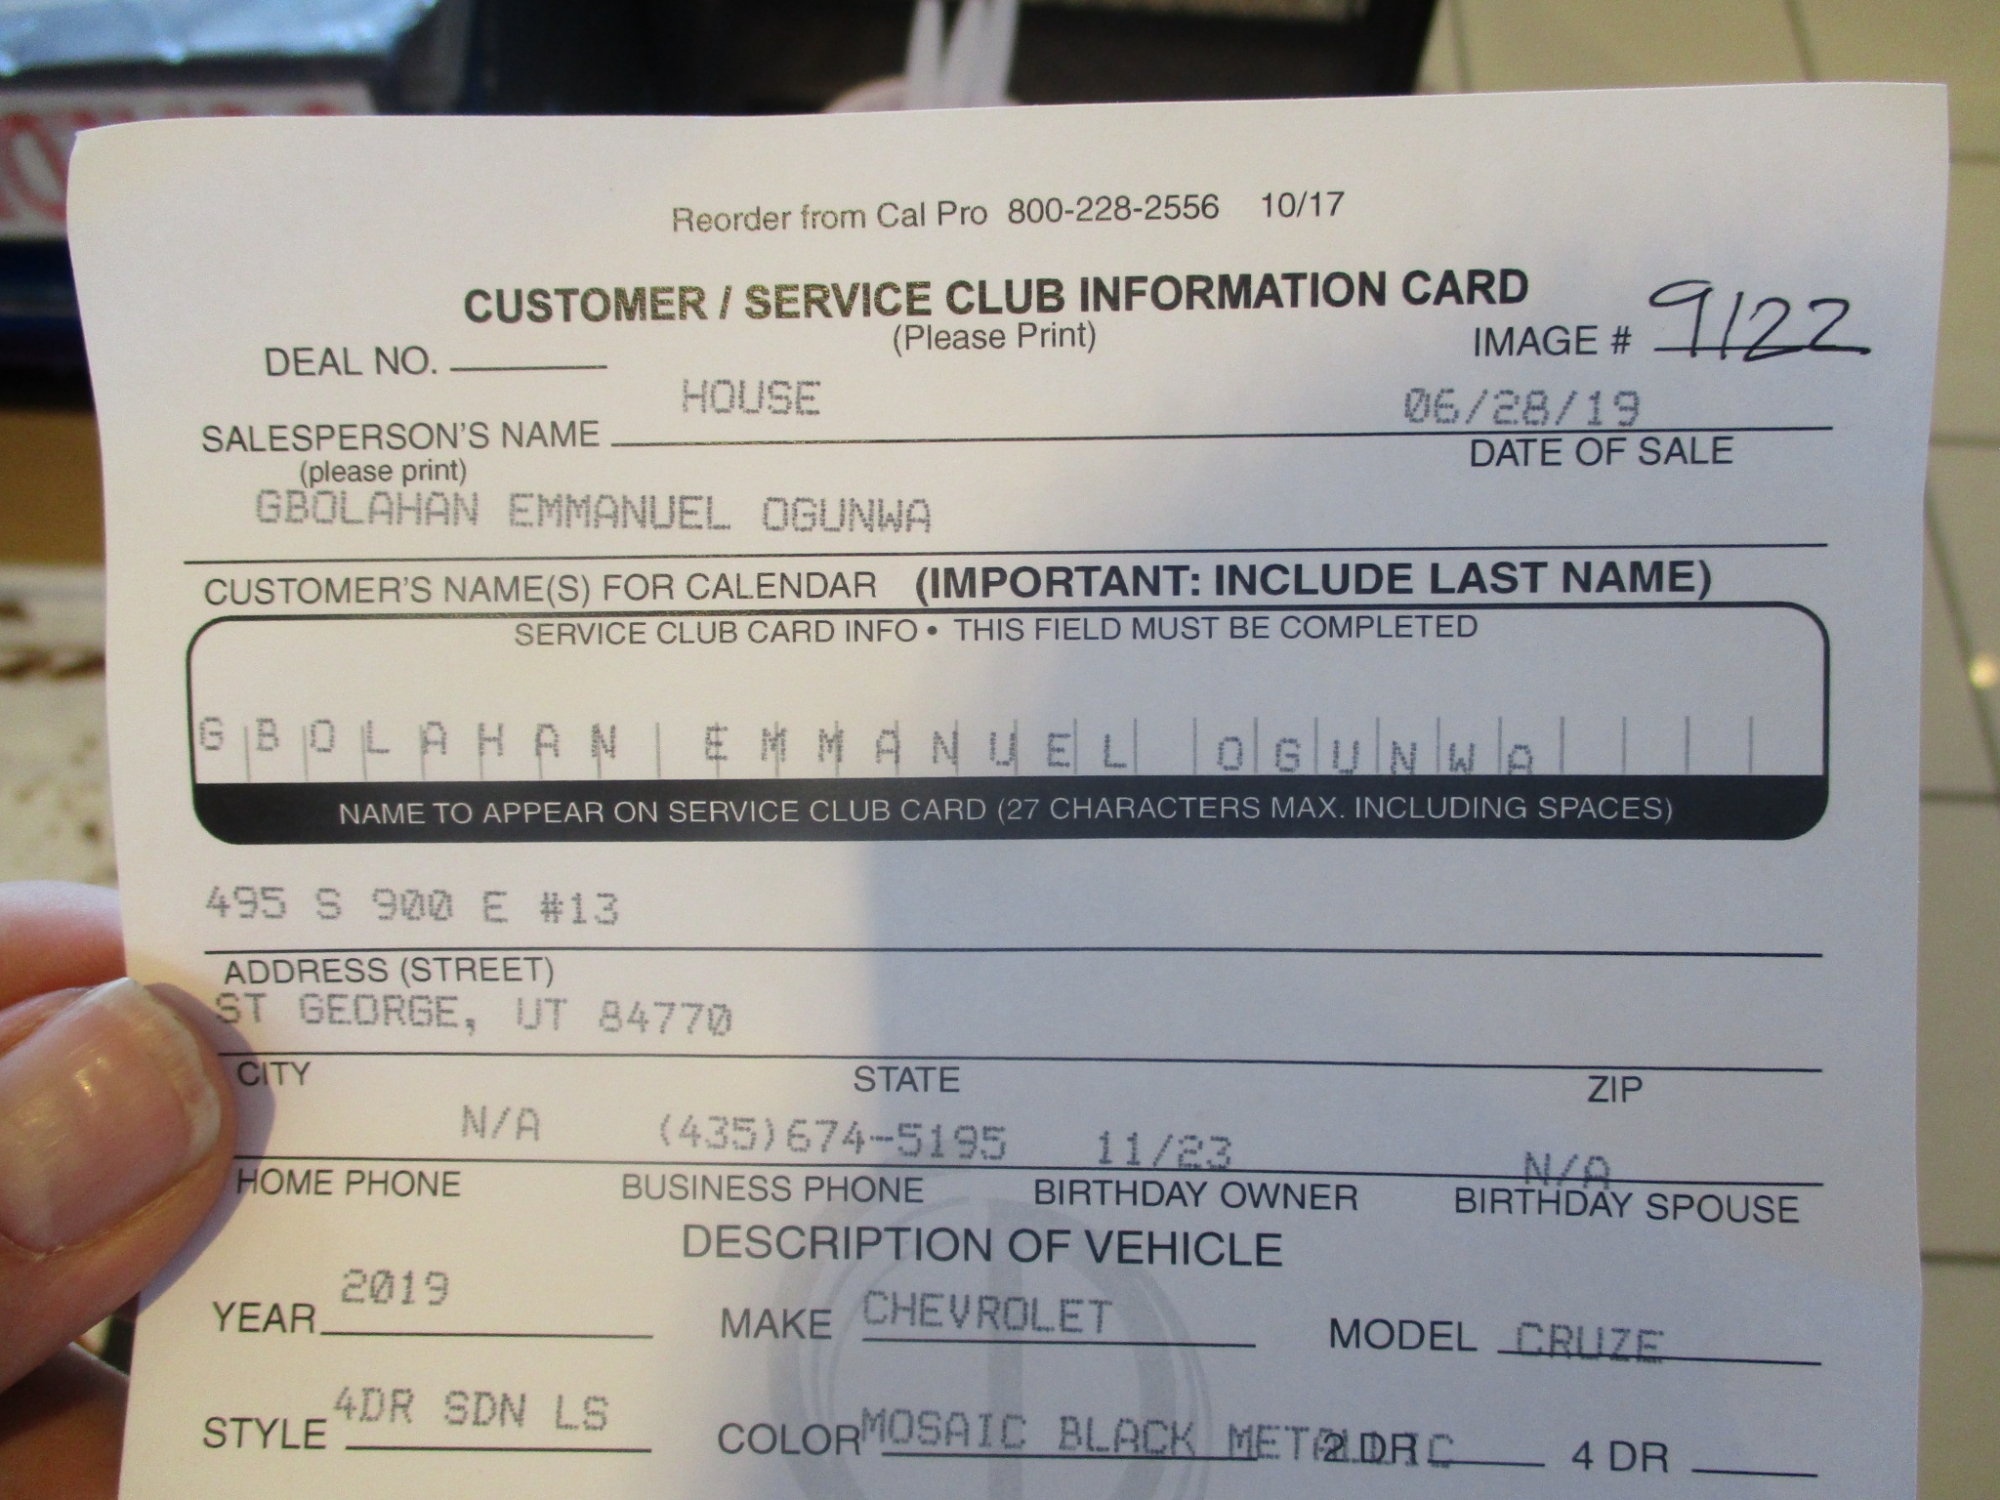 Reorder from Cal Pro 800-228-2556 10/17
CUSTOMER / SERVICE CLUB INFORMATION CARD
(Please Print)
DEAL NO. IMAGE # 9122
HOUSE 06/28/19
SALESPERSON'S NAME DATE OF SALE
(please print)
GBOLAHAN EMMANUEL OGUNWA
CUSTOMER'S NAME(S) FOR CALENDAR (IMPORTANT: INCLUDE LAST NAME)
SERVICE CLUB CARD INFO • THIS FIELD MUST BE COMPLETED
GBOLAHAN EMMANUEL OGUNWA
NAME TO APPEAR ON SERVICE CLUB CARD (27 CHARACTERS MAX. INCLUDING SPACES)
495 S 900 E #13
ADDRESS (STREET)
ST GEORGE, UT 84770
CITY STATE ZIP
N/A (435)674-5195 11/23 N/A
HOME PHONE BUSINESS PHONE BIRTHDAY OWNER BIRTHDAY SPOUSE
DESCRIPTION OF VEHICLE
YEAR 2019 MAKE CHEVROLET MODEL CRUZE
STYLE 4DR SDN LS COLOR MOSAIC BLACK METALLIC 2 DR 4 DR